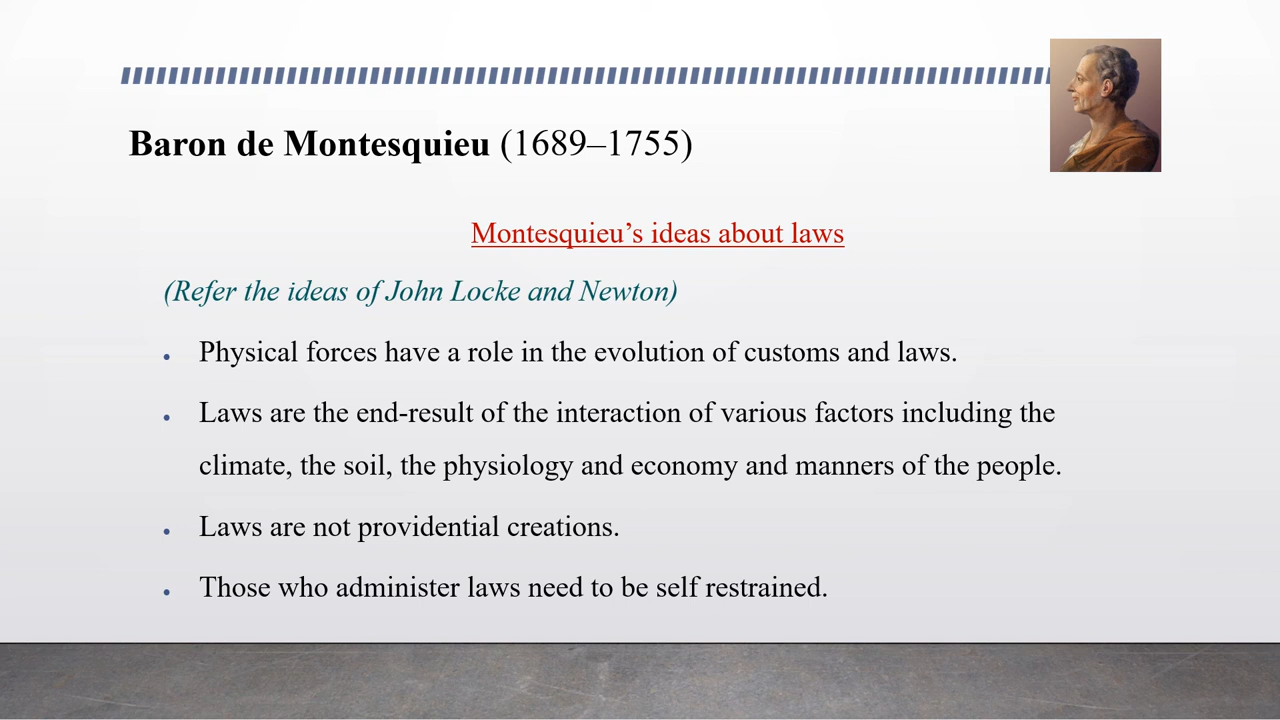 Baron de Montesquieu (1689–1755)
Montesquieu’s ideas about laws
(Refer the ideas of John Locke and Newton)
• Physical forces have a role in the evolution of customs and laws.
• Laws are the end-result of the interaction of various factors including the
climate, the soil, the physiology and economy and manners of the people.
• Laws are not providential creations.
• Those who administer laws need to be self restrained.